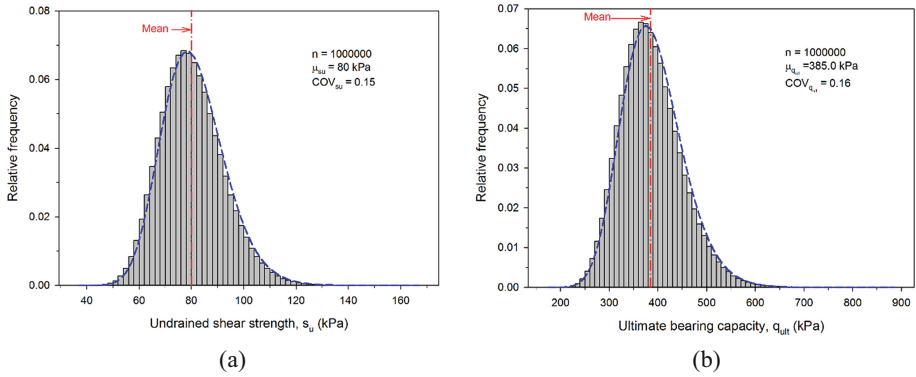 0.08
0.06
0.04
0.02
0.00
Relative frequency
Mean
n = 1000000
μsu = 80 kPa
COVsu = 0.15
40 60 80 100 120 140 160
Undrained shear strength, su (kPa)
(a)
0.07
0.06
0.05
0.04
0.03
0.02
0.01
0.00
Relative frequency
Mean
n = 1000000
μqult =385.0 kPa
COVqult = 0.16
200 300 400 500 600 700 800 900
Ultimate bearing capacity, qult (kPa)
(b)